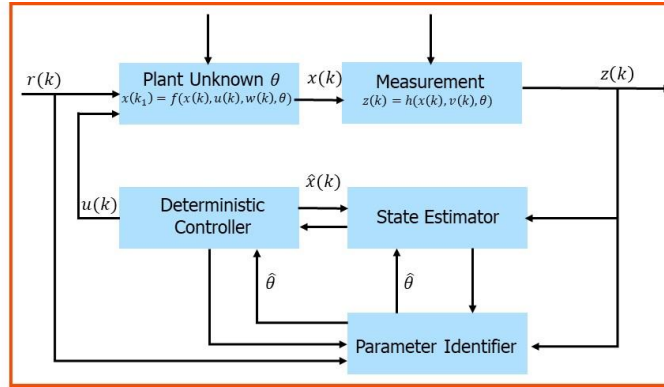 r(k)
Plant Unknown θ
x(k₁) = f(x(k), u(k), w(k), θ)
x(k)
Measurement
z(k) = h(x(k), v(k), θ)
z(k)
u(k)
Deterministic
Controller
x̂(k)
State Estimator
θ̂
θ̂
Parameter Identifier